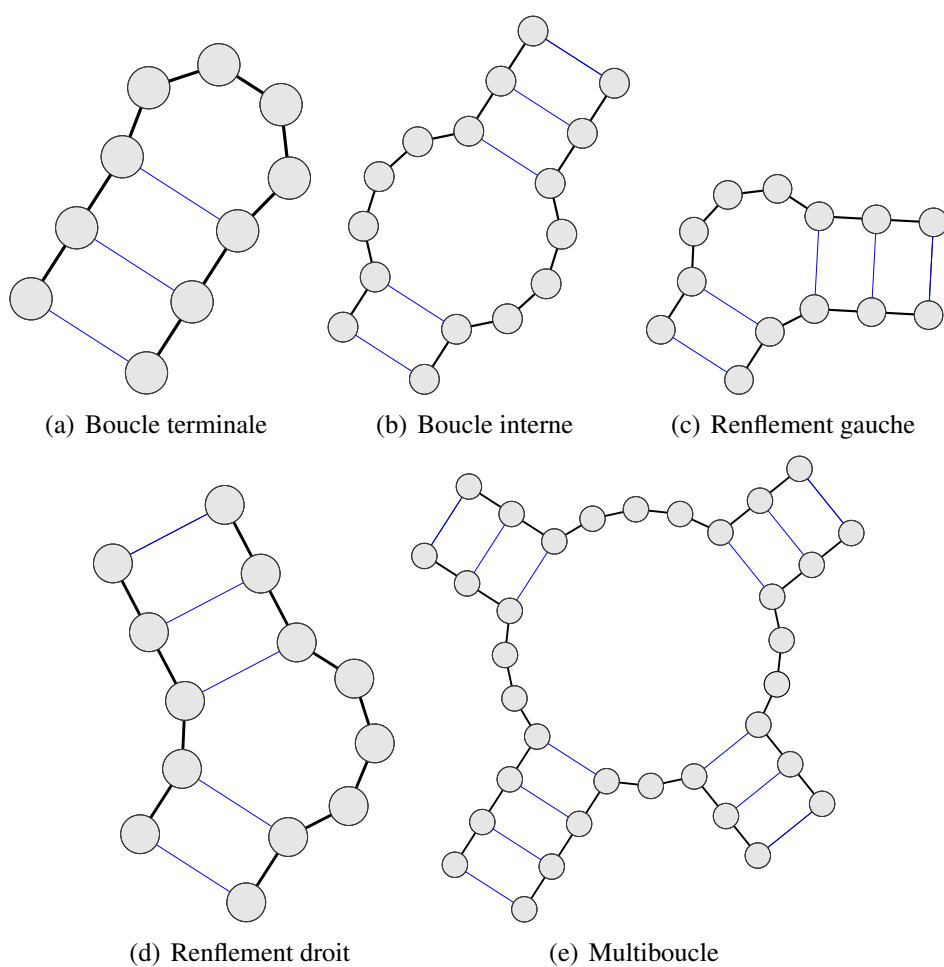 (a) Boucle terminale
(b) Boucle interne
(c) Renflement gauche
(d) Renflement droit
(e) Multiboucle